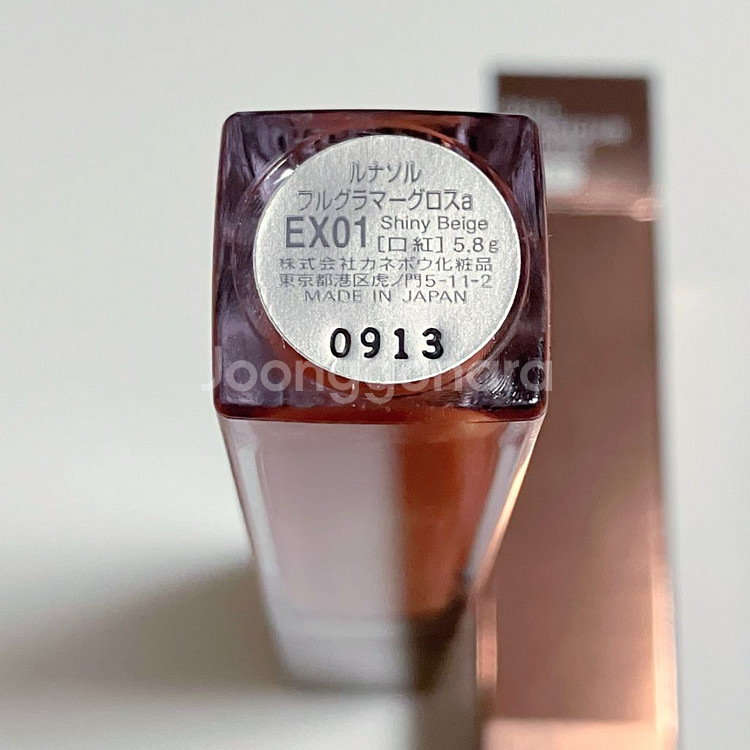 ルナソル
フルグラマーグロスa
EX01 Shiny Beige
[口紅] 5.8g
株式会社カネボウ化粧品
東京都港区虎ノ門5-11-2
MADE IN JAPAN
0913
Joonggonara